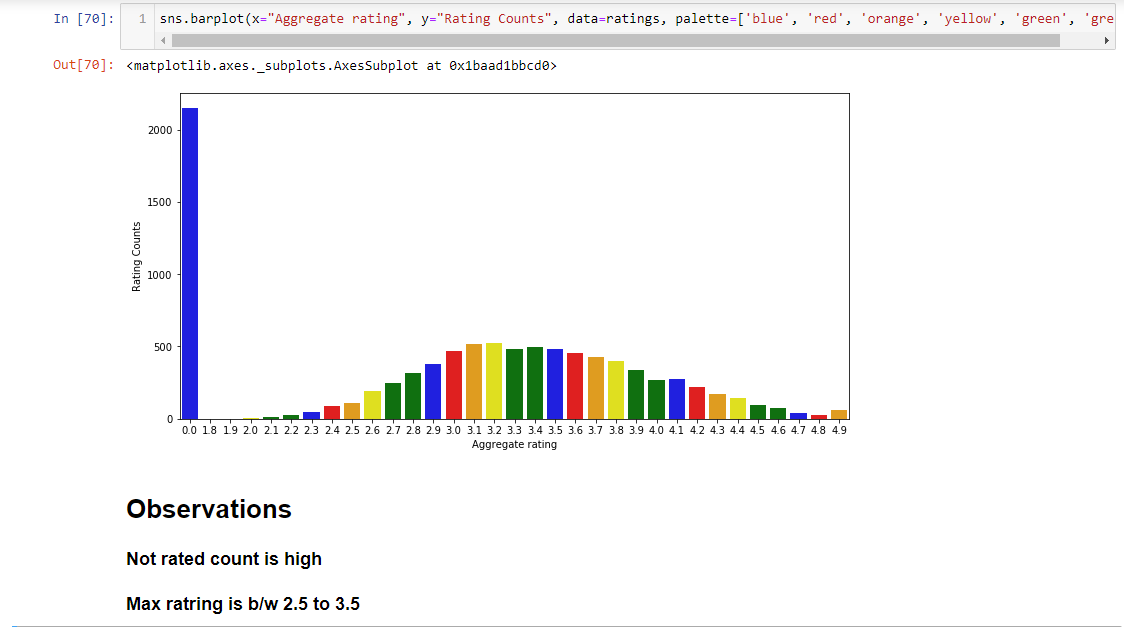 In [70]: 1 sns.barplot(x="Aggregate rating", y="Rating Counts", data=ratings, palette=['blue', 'red', 'orange', 'yellow', 'green', 'gre
Out[70]: <matplotlib.axes._subplots.AxesSubplot at 0x1baad1bbcd0>
2000
1500
1000
500
0
Rating Counts
0.0 1.8 1.9 2.0 2.1 2.2 2.3 2.4 2.5 2.6 2.7 2.8 2.9 3.0 3.1 3.2 3.3 3.4 3.5 3.6 3.7 3.8 3.9 4.0 4.1 4.2 4.3 4.4 4.5 4.6 4.7 4.8 4.9
Aggregate rating
Observations
Not rated count is high
Max ratring is b/w 2.5 to 3.5